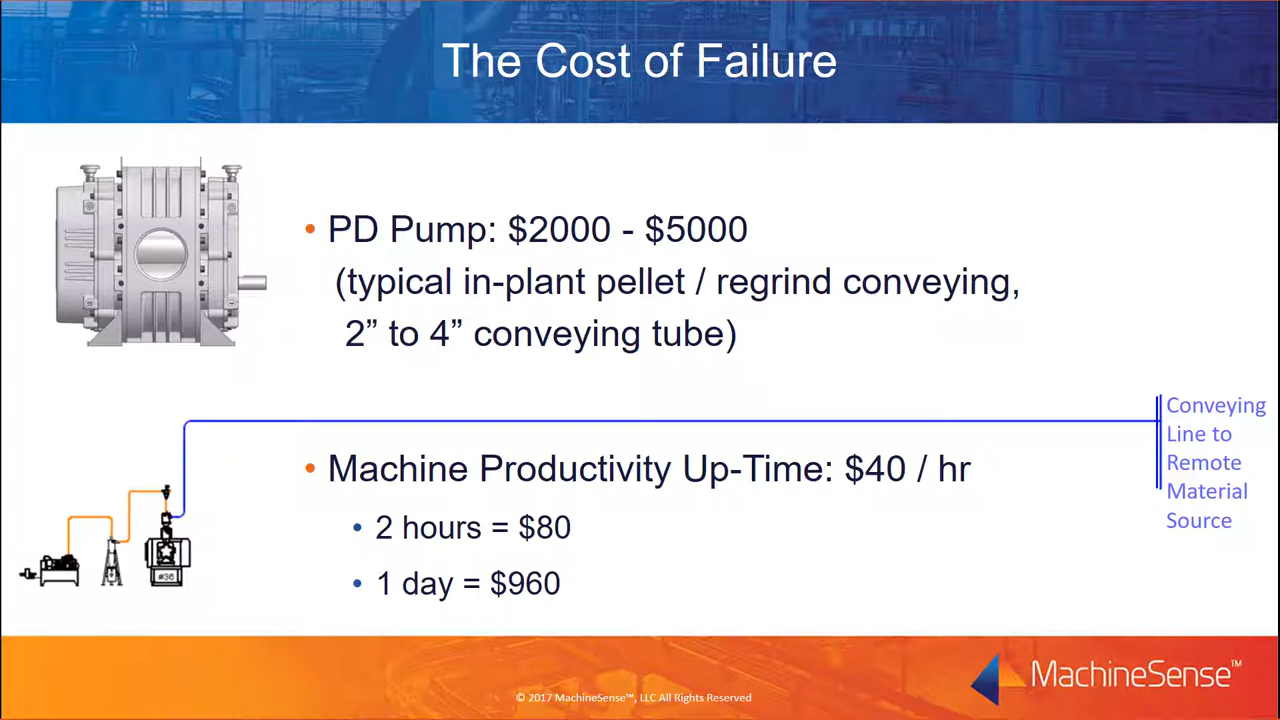 The Cost of Failure
• PD Pump: $2000 - $5000
(typical in-plant pellet / regrind conveying,
2” to 4” conveying tube)
Conveying
Line to
Remote
Material
Source
• Machine Productivity Up-Time: $40 / hr
• 2 hours = $80
• 1 day = $960
#36
© 2017 MachineSense™, LLC All Rights Reserved
MachineSense™